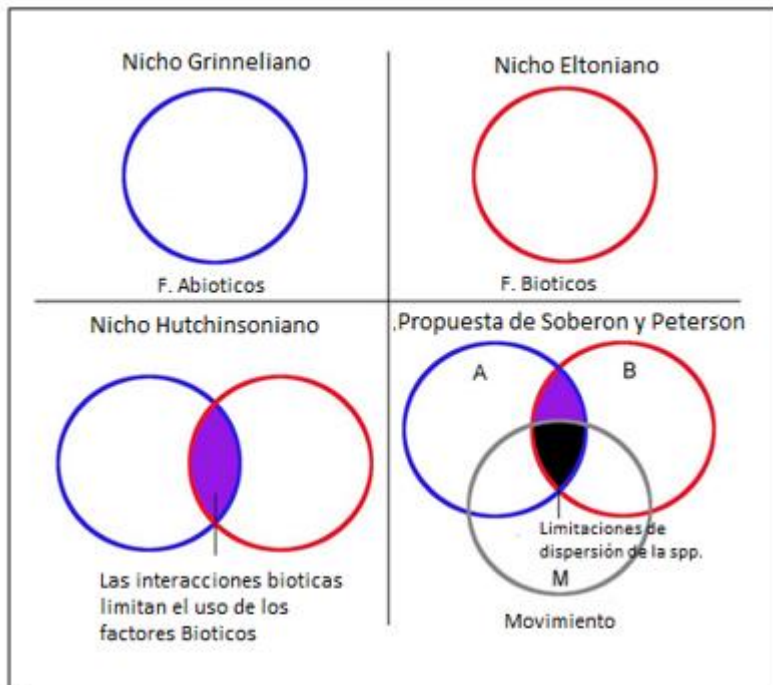 Nicho Grinneliano
F. Abioticos
Nicho Eltoniano
F. Bioticos
Nicho Hutchinsoniano
Las interacciones bioticas
limitan el uso de los
factores Bioticos
.Propuesta de Soberon y Peterson
A
B
Limitaciones de
dispersión de la spp.
M
Movimiento